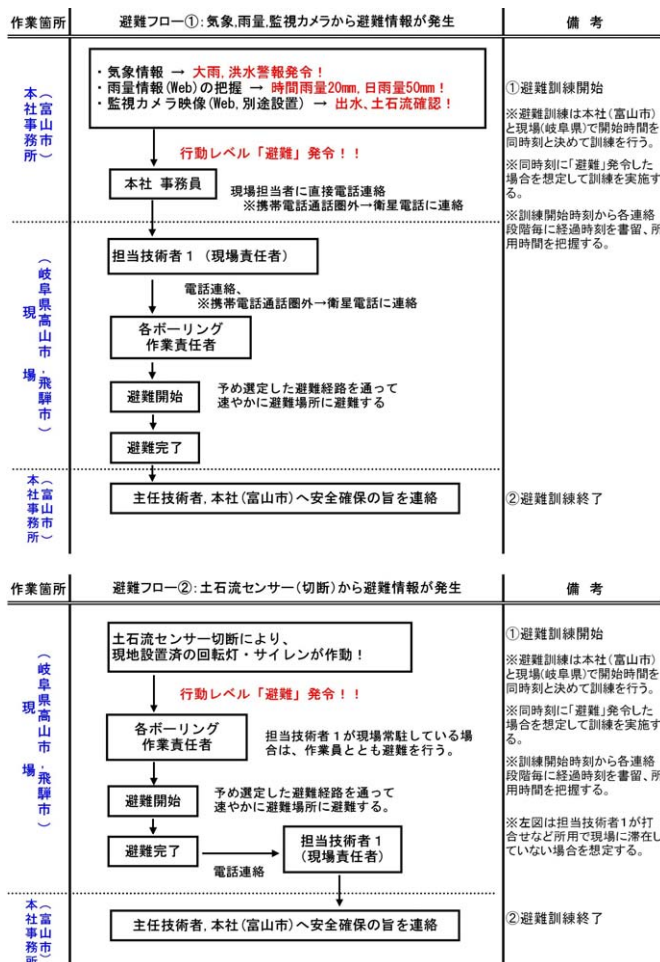 作業箇所
避難フロー①:気象,雨量,監視カメラから避難情報が発生
備 考
本社事務所
(富山市)
・気象情報 → 大雨,洪水警報発令!
・雨量情報(Web)の把握 → 時間雨量20mm,日雨量50mm!
・監視カメラ映像(Web,別途設置) → 出水、土石流確認!
行動レベル「避難」発令!!
本社 事務員
現場担当者に直接電話連絡
※携帯電話通話圏外→衛星電話に連絡
①避難訓練開始
※避難訓練は本社(富山市)
と現場(岐阜県)で開始時間を
同時刻と決めて訓練を行う。
※同時刻に「避難」発令した
場合を想定して訓練を実施す
る。
※訓練開始時刻から各連絡
段階毎に経過時刻を書留、所
用時間を把握する。
現 場
(岐阜県高山市・飛騨市)
担当技術者1 (現場責任者)
電話連絡、
※携帯電話通話圏外→衛星電話に連絡
各ボーリング
作業責任者
避難開始
予め選定した避難経路を通って
速やかに避難場所に避難する
避難完了
本社事務所
(富山市)
主任技術者,本社(富山市)へ安全確保の旨を連絡
②避難訓練終了
作業箇所
避難フロー②:土石流センサー(切断)から避難情報が発生
備 考
現 場
(岐阜県高山市・飛騨市)
土石流センサー切断により、
現地設置済の回転灯・サイレンが作動!
行動レベル「避難」発令!!
各ボーリング
作業責任者
担当技術者1が現場常駐している場
合は、作業員ととも避難を行う。
避難開始
予め選定した避難経路を通って
速やかに避難場所に避難する。
避難完了
電話連絡
担当技術者1
(現場責任者)
①避難訓練開始
※避難訓練は本社(富山市)
と現場(岐阜県)で開始時間を
同時刻と決めて訓練を行う。
※同時刻に「避難」発令した
場合を想定して訓練を実施す
る。
※訓練開始時刻から各連絡
段階毎に経過時刻を書留、所
用時間を把握する。
※左図は担当技術者1が打
合せなど所用で現場に滞在し
ていない場合を想定する。
本社事務所
(富山市)
主任技術者,本社(富山市)へ安全確保の旨を連絡
②避難訓練終了